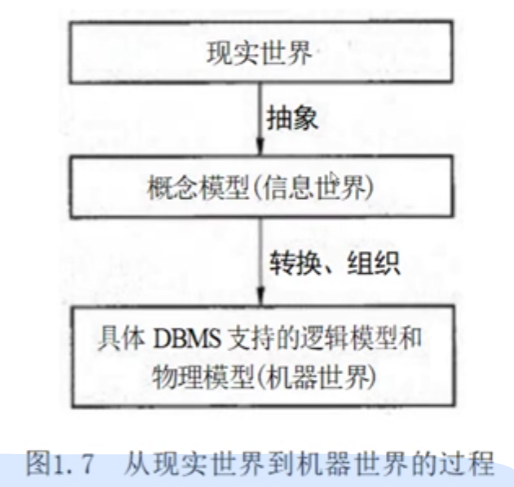 现实世界
抽象
概念模型(信息世界)
转换、组织
具体 DBMS 支持的逻辑模型和
物理模型(机器世界)
图1.7 从现实世界到机器世界的过程